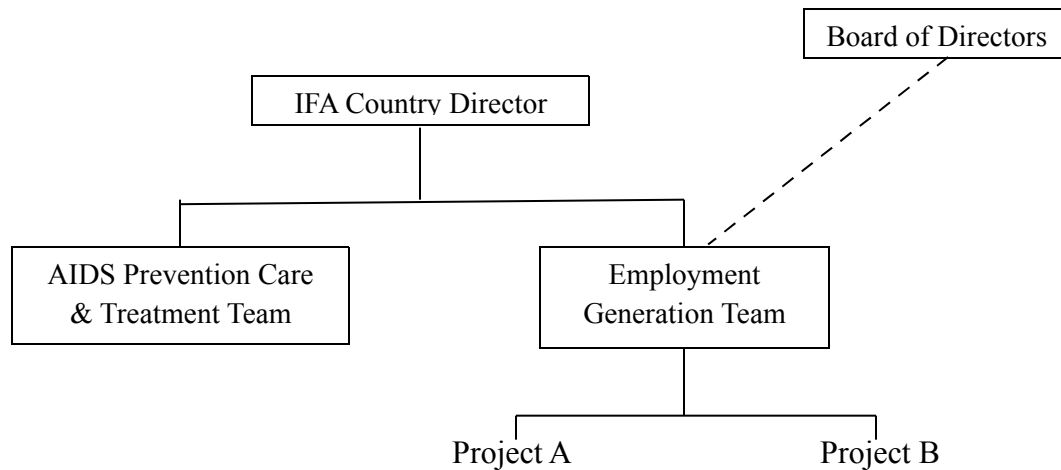 Board of Directors
IFA Country Director
AIDS Prevention Care
& Treatment Team
Employment
Generation Team
Project A
Project B